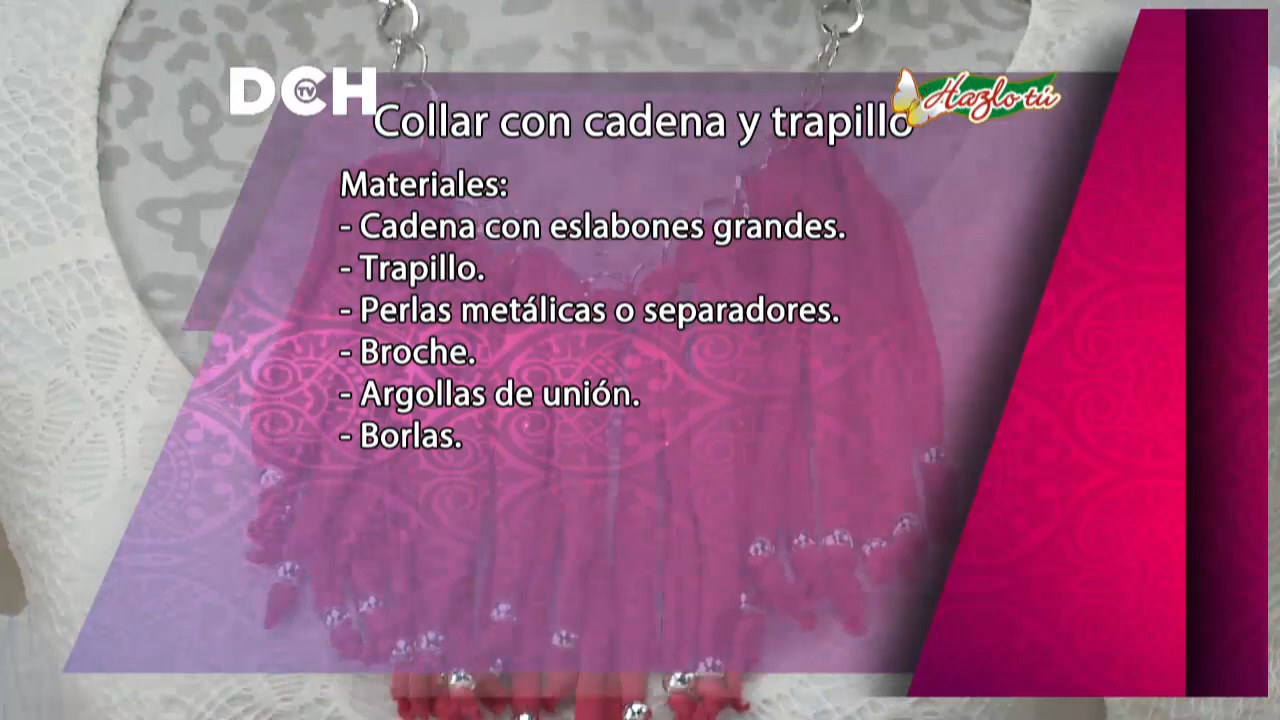 DCH
TV
Hazlo tú
Collar con cadena y trapillo
Materiales:
- Cadena con eslabones grandes.
- Trapillo.
- Perlas metálicas o separadores.
- Broche.
- Argollas de unión.
- Borlas.